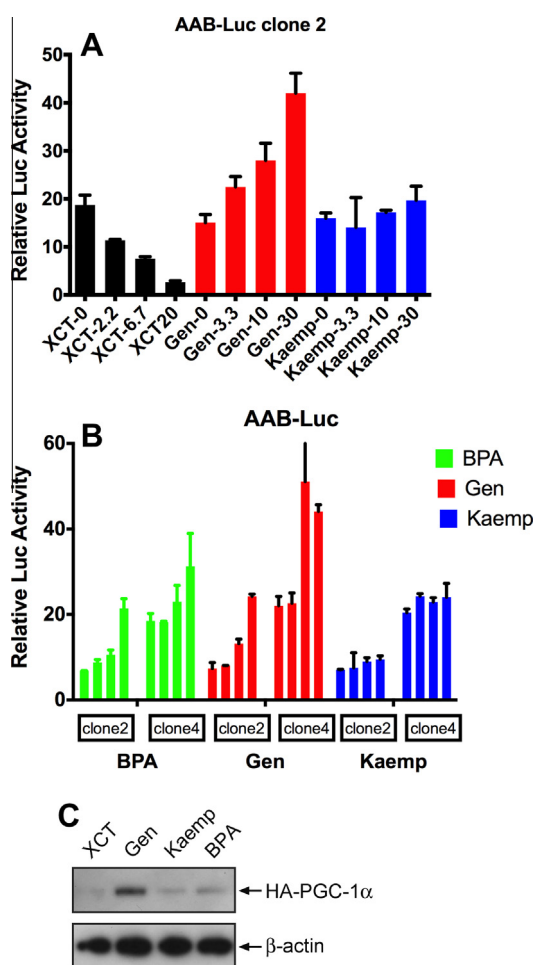 A
AAB-Luc clone 2
Relative Luc Activity
50
40
30
20
10
0
XCT-0
XCT-2.2
XCT-6.7
XCT20
Gen-0
Gen-3.3
Gen-10
Gen-30
Kaemp-0
Kaemp-3.3
Kaemp-10
Kaemp-30
B
AAB-Luc
Relative Luc Activity
60
40
20
0
BPA
Gen
Kaemp
clone2
clone4
clone2
clone4
clone2
clone4
BPA
Gen
Kaemp
C
XCT
Gen
Kaemp
BPA
HA-PGC-1α
β-actin